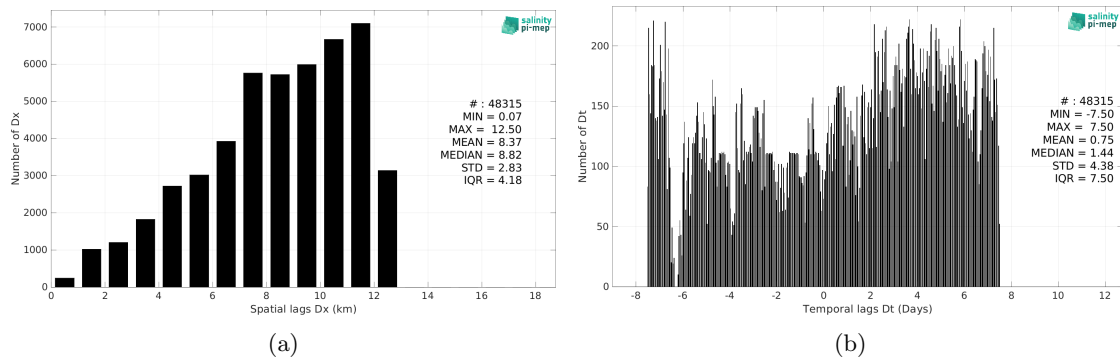 7000
6000
5000
4000
3000
2000
1000
0
Number of Dx
0 2 4 6 8 10 12 14 16 18
Spatial lags Dx (km)
salinity
pi-mep
# : 48315
MIN = 0.07
MAX = 12.50
MEAN = 8.37
MEDIAN = 8.82
STD = 2.83
IQR = 4.18
(a)
200
150
100
50
0
Number of Dt
-8 -6 -4 -2 0 2 4 6 8 10 12
Temporal lags Dt (Days)
salinity
pi-mep
# : 48315
MIN = -7.50
MAX = 7.50
MEAN = 0.75
MEDIAN = 1.44
STD = 4.38
IQR = 7.50
(b)